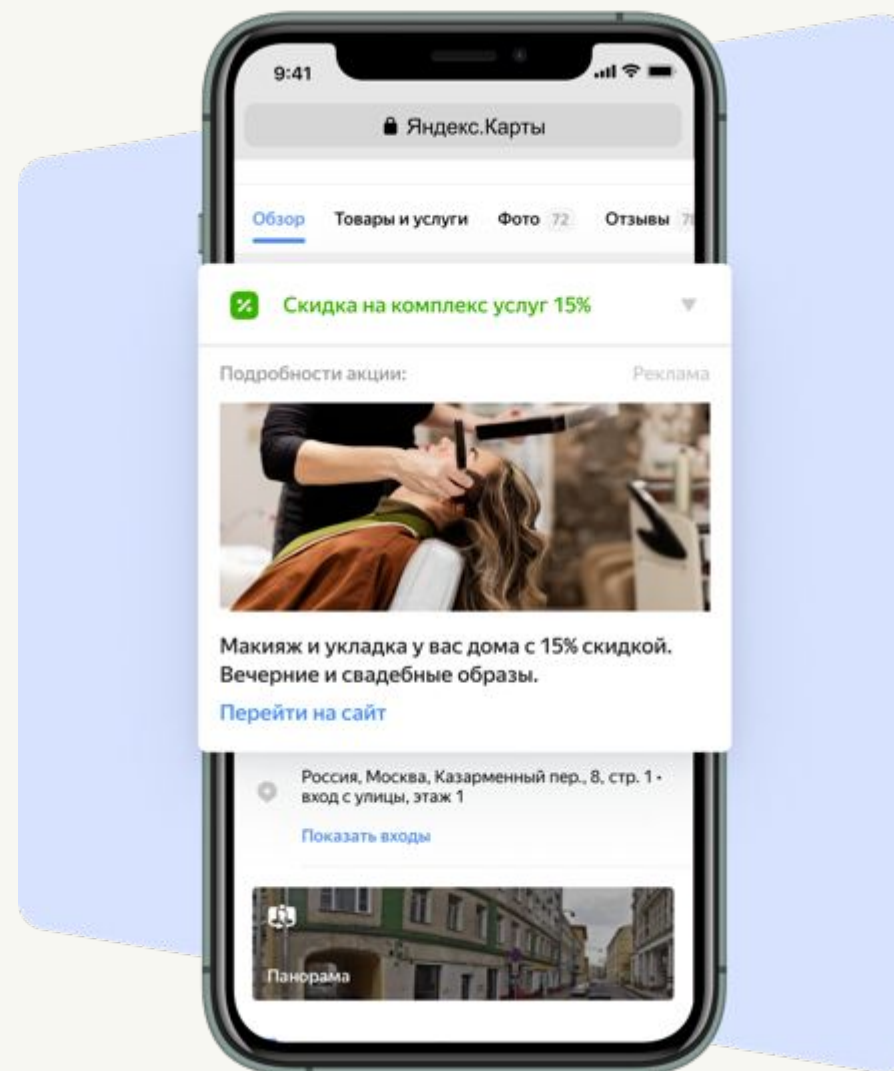 9:41
Яндекс.Карты
Обзор Товары и услуги Фото 72 Отзывы
Скидка на комплекс услуг 15%
Подробности акции: Реклама
Макияж и укладка у вас дома с 15% скидкой.
Вечерние и свадебные образы.
Перейти на сайт
Россия, Москва, Казарменный пер., 8, стр. 1 •
вход с улицы, этаж 1
Показать входы
Панорама